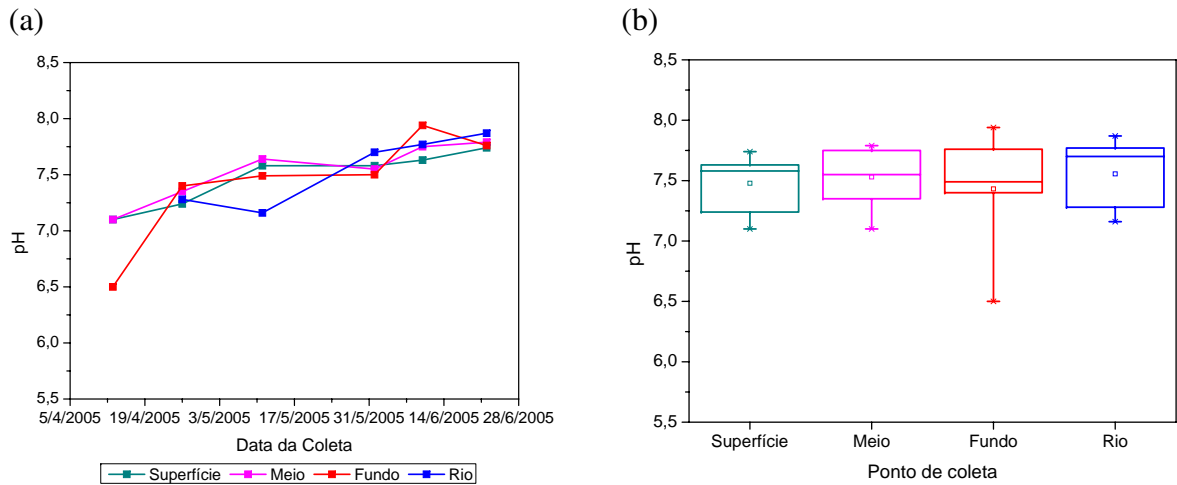 (a)
8,5
8,0
7,5
7,0
6,5
6,0
5,5
pH
5/4/2005 19/4/2005 3/5/2005 17/5/2005 31/5/2005 14/6/2005 28/6/2005
Data da Coleta
Superfície Meio Fundo Rio
(b)
8,5
8,0
7,5
7,0
6,5
6,0
5,5
pH
Superfície Meio Fundo Rio
Ponto de coleta